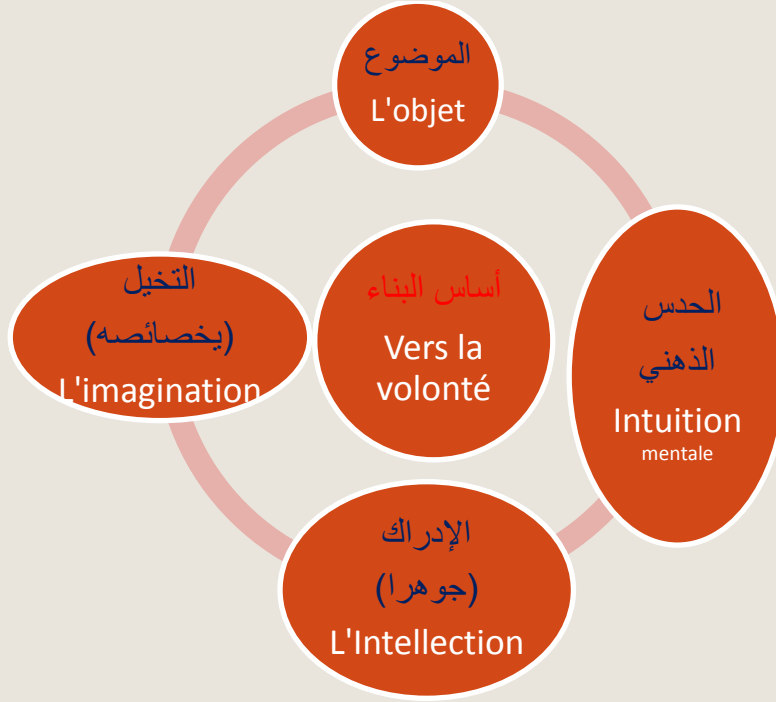 الموضوع
L'objet
التخيل
(يخصائصه)
L'imagination
أساس البناء
Vers la
volonté
الحدس
الذهني
Intuition
mentale
الإدراك
(جوهرا)
L'Intellection